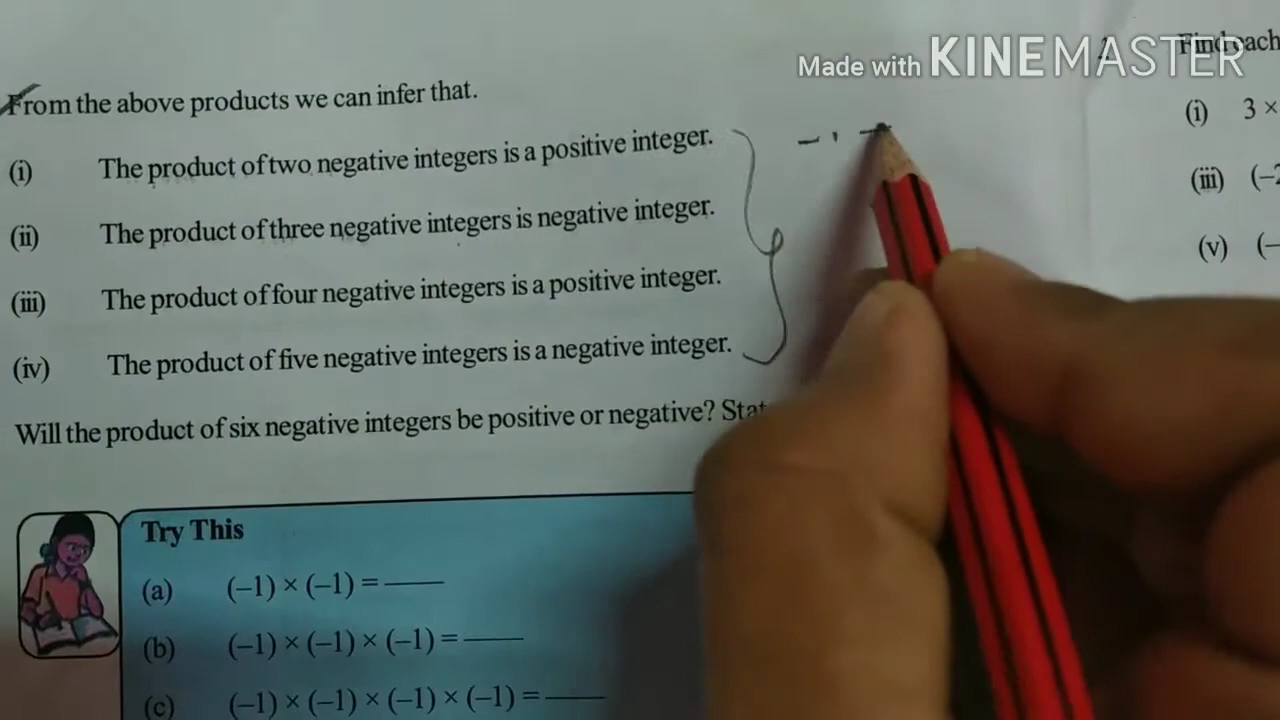 Made with KINEMASTER
Find each
From the above products we can infer that.
(i) The product of two negative integers is a positive integer.
(ii) The product of three negative integers is negative integer.
(iii) The product of four negative integers is a positive integer.
(iv) The product of five negative integers is a negative integer.
Will the product of six negative integers be positive or negative?
Try This
(a) (–1) × (–1) = ——
(b) (–1) × (–1) × (–1) = ——
(c) (–1) × (–1) × (–1) × (–1) = ——
(i) 3 ×
(iii) (–2
(v) (–